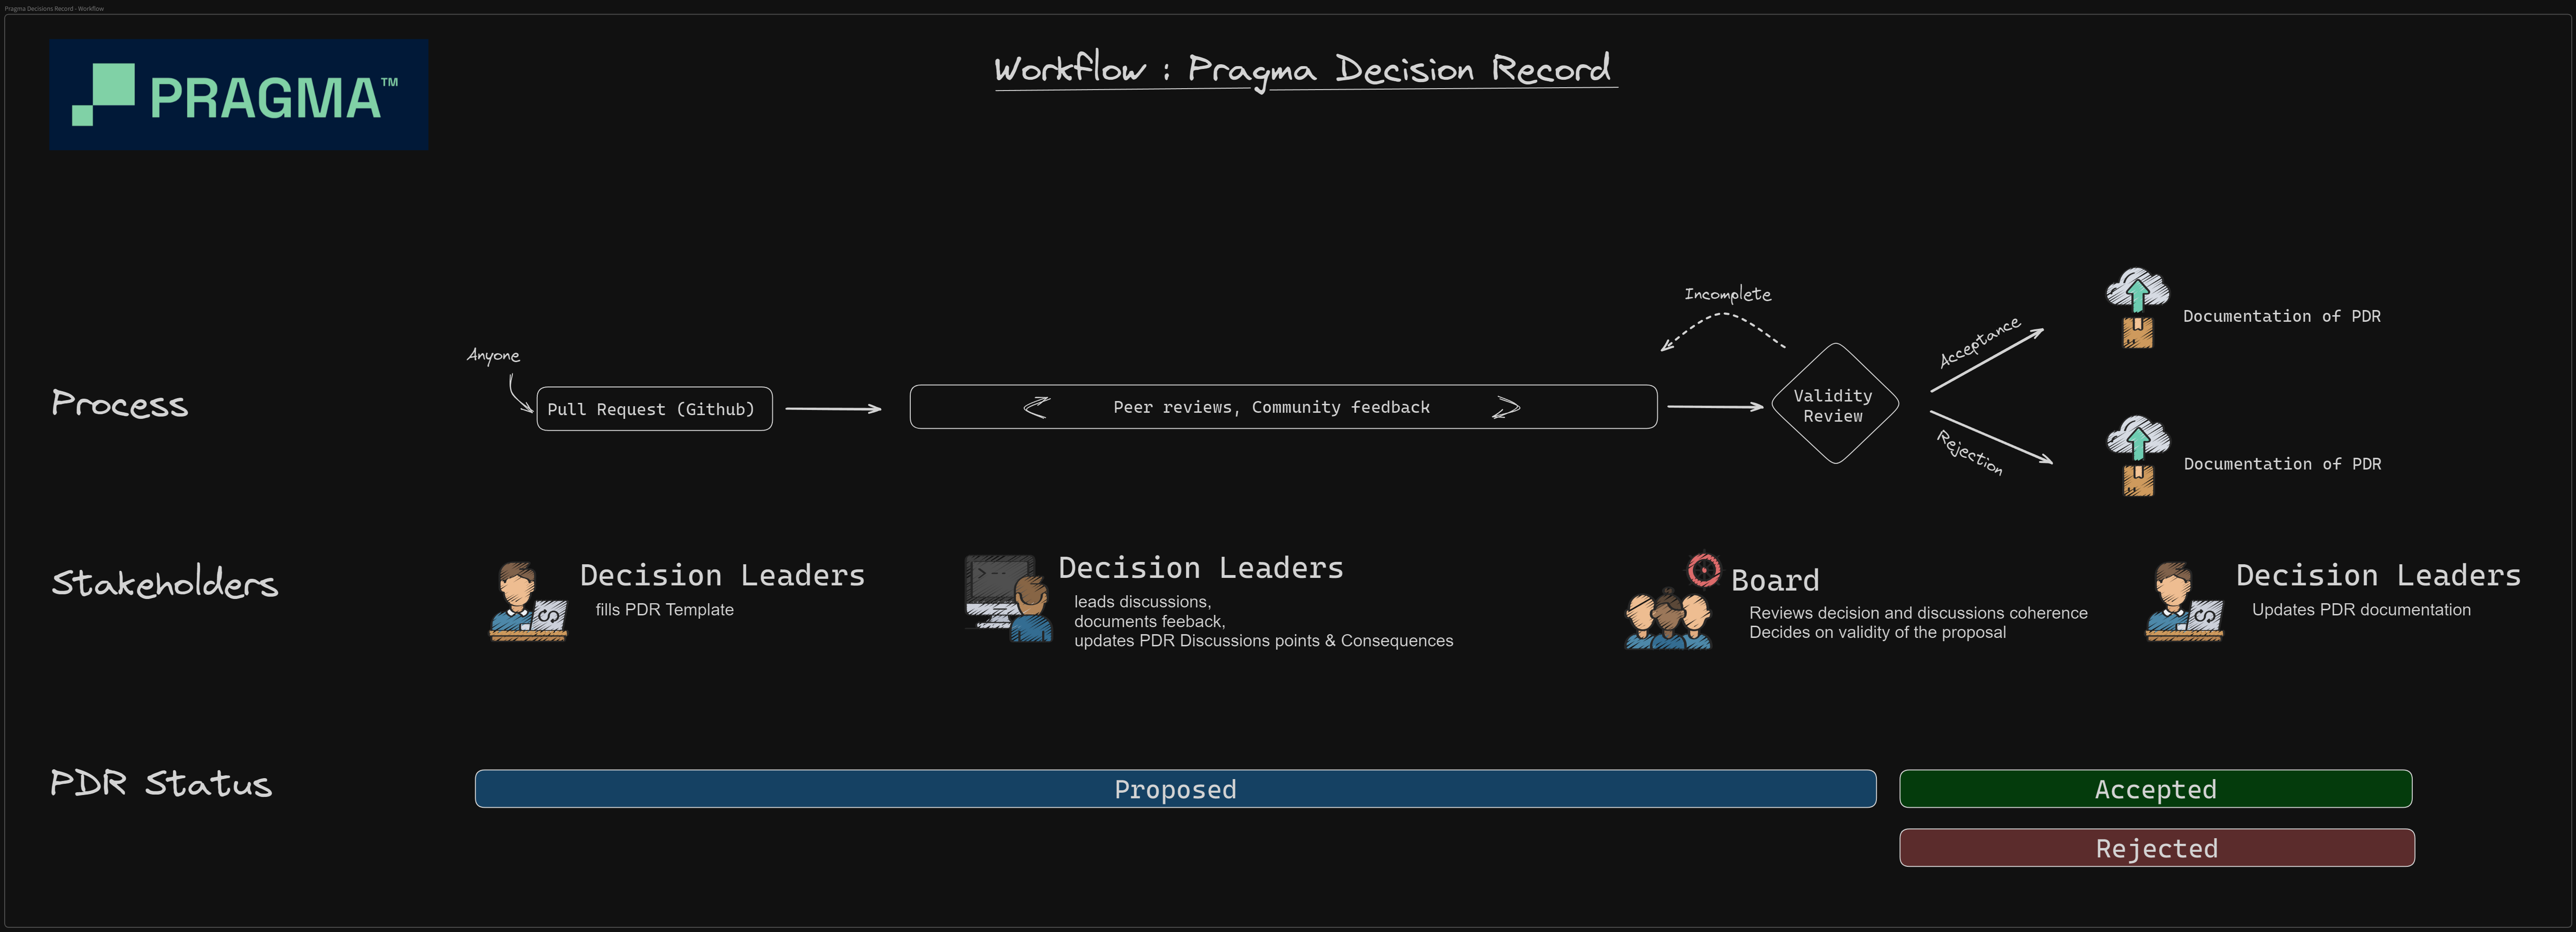 Pragma Decisions Record - Workflow
PRAGMA™
Workflow : Pragma Decision Record
Process
Anyone
Pull Request (Github)
Peer reviews, Community feedback
Incomplete
Validity
Review
Acceptance
Rejection
Documentation of PDR
Documentation of PDR
Stakeholders
Decision Leaders
fills PDR Template
Decision Leaders
leads discussions,
documents feeback,
updates PDR Discussions points & Consequences
Board
Reviews decision and discussions coherence
Decides on validity of the proposal
Decision Leaders
Updates PDR documentation
PDR Status
Proposed
Accepted
Rejected